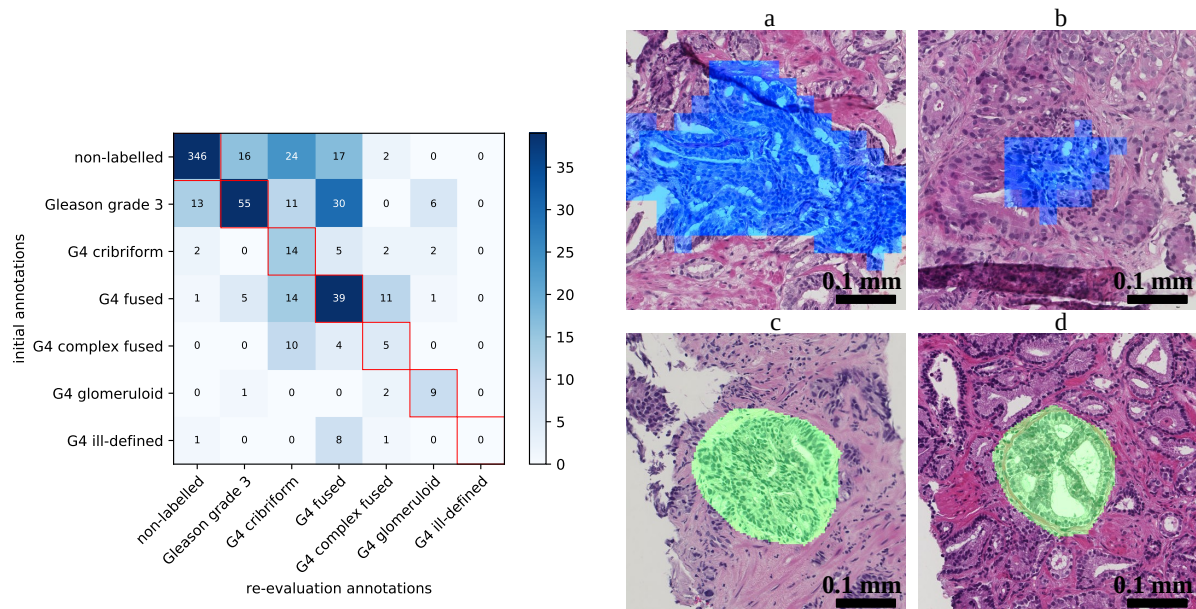 non-labelled 346 16 24 17 2 0 0
Gleason grade 3 13 55 11 30 0 6 0
G4 cribriform 2 0 14 5 2 2 0
G4 fused 1 5 14 39 11 1 0
G4 complex fused 0 0 10 4 5 0 0
G4 glomeruloid 0 1 0 0 2 9 0
G4 ill-defined 1 0 0 8 1 0 0
initial annotations
non-labelled
Gleason grade 3
G4 cribriform
G4 fused
G4 complex fused
G4 glomeruloid
G4 ill-defined
re-evaluation annotations
35
30
25
20
15
10
5
0
a
0.1 mm
b
0.1 mm
c
0.1 mm
d
0.1 mm